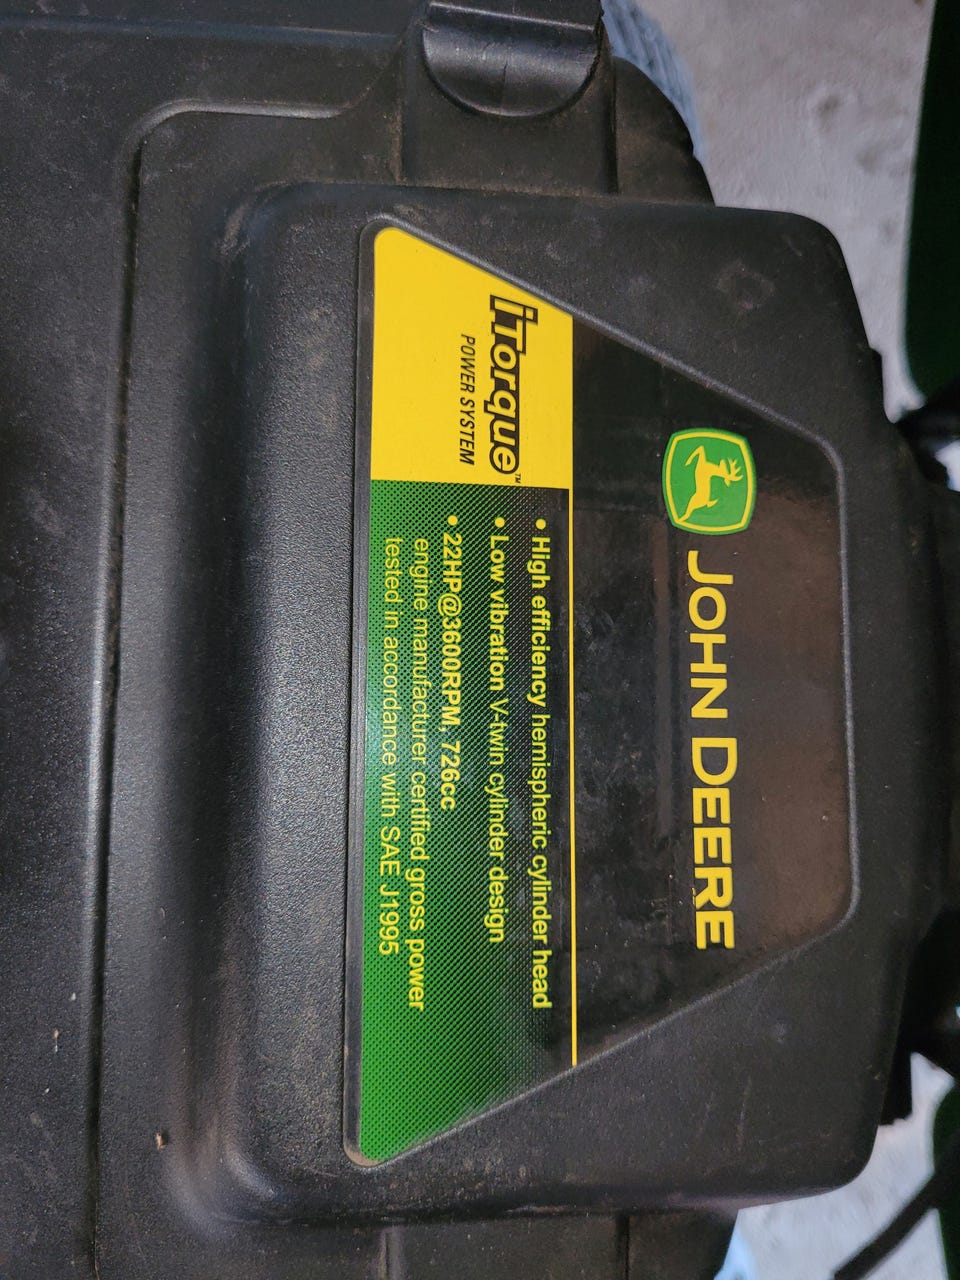 JOHN DEERE
iTorque™
POWER SYSTEM
• High efficiency hemispheric cylinder head
• Low vibration V-twin cylinder design
• 22HP@3600RPM, 726cc
engine manufacturer certified gross power
tested in accordance with SAE J1995